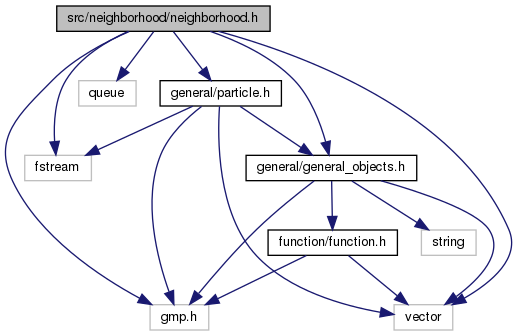 src/neighborhood/neighborhood.h
queue
general/particle.h
fstream
general/general_objects.h
function/function.h
string
gmp.h
vector